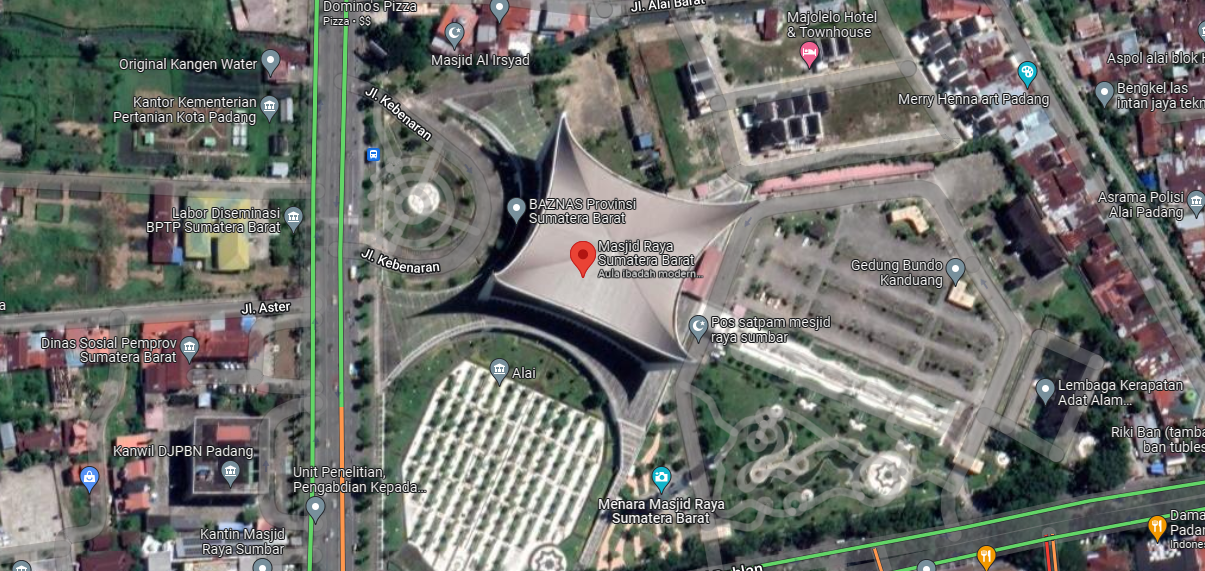 Domino's Pizza
Pizza • $$
Jl. Alai Barat
Majolelo Hotel
& Townhouse
Masjid Al Irsyad
Original Kangen Water
Aspol alai blok
Jl. Kebenaran
Kantor Kementerian
Pertanian Kota Padang
Merry Henna art Padang
Bengkel las
intan jaya tekn
BAZNAS Provinsi
Sumatera Barat
Labor Diseminasi
BPTP Sumatera Barat
Asrama Polisi
Alai Padang
Masjid Raya
Sumatera Barat
Aula ibadah modern...
Jl. Kebenaran
Gedung Bundo
Kanduang
a
Jl. Aster
Pos satpam mesjid
raya sumbar
Dinas Sosial Pemprov
Sumatera Barat
Alai
Lembaga Kerapatan
Adat Alam...
Riki Ban (tamba
ban tubles
Kanwil DJPBN Padang
Unit Penelitian,
Pengabdian Kepada...
Menara Masjid Raya
Sumatera Barat
Kantin Masjid
Raya Sumbar
Dama
Padan
Indones